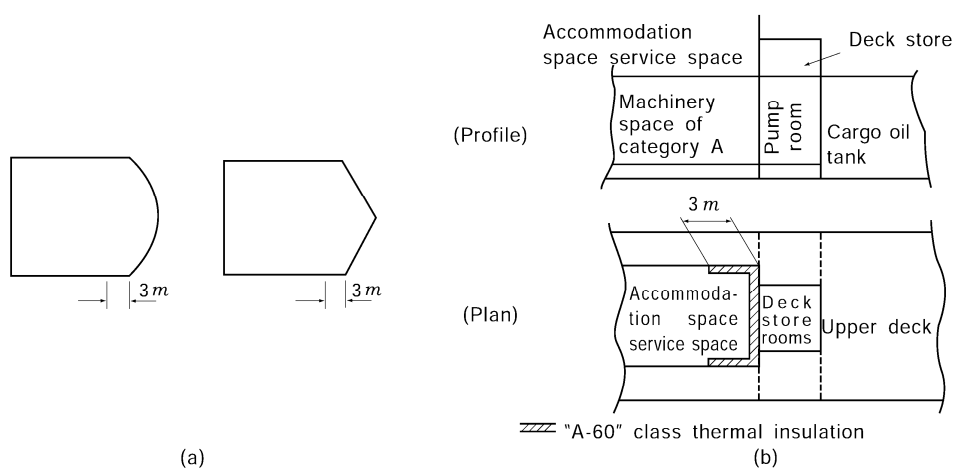 3 m
3 m
(a)
Accommodation
space service space
Deck store
Machinery
space of
category A
Pump
room
Cargo oil
tank
(Profile)
3 m
Accommoda-
tion space
service space
Deck
store
rooms
Upper deck
(Plan)
"A-60" class thermal insulation
(b)